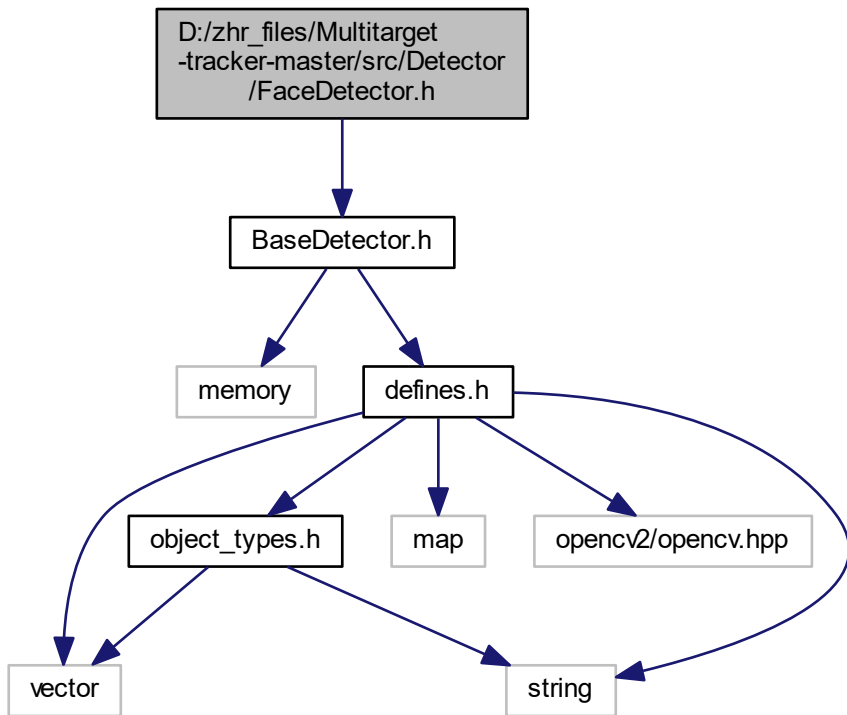 D:/zhr_files/Multitarget
-tracker-master/src/Detector
/FaceDetector.h
BaseDetector.h
memory
defines.h
object_types.h
map
opencv2/opencv.hpp
vector
string